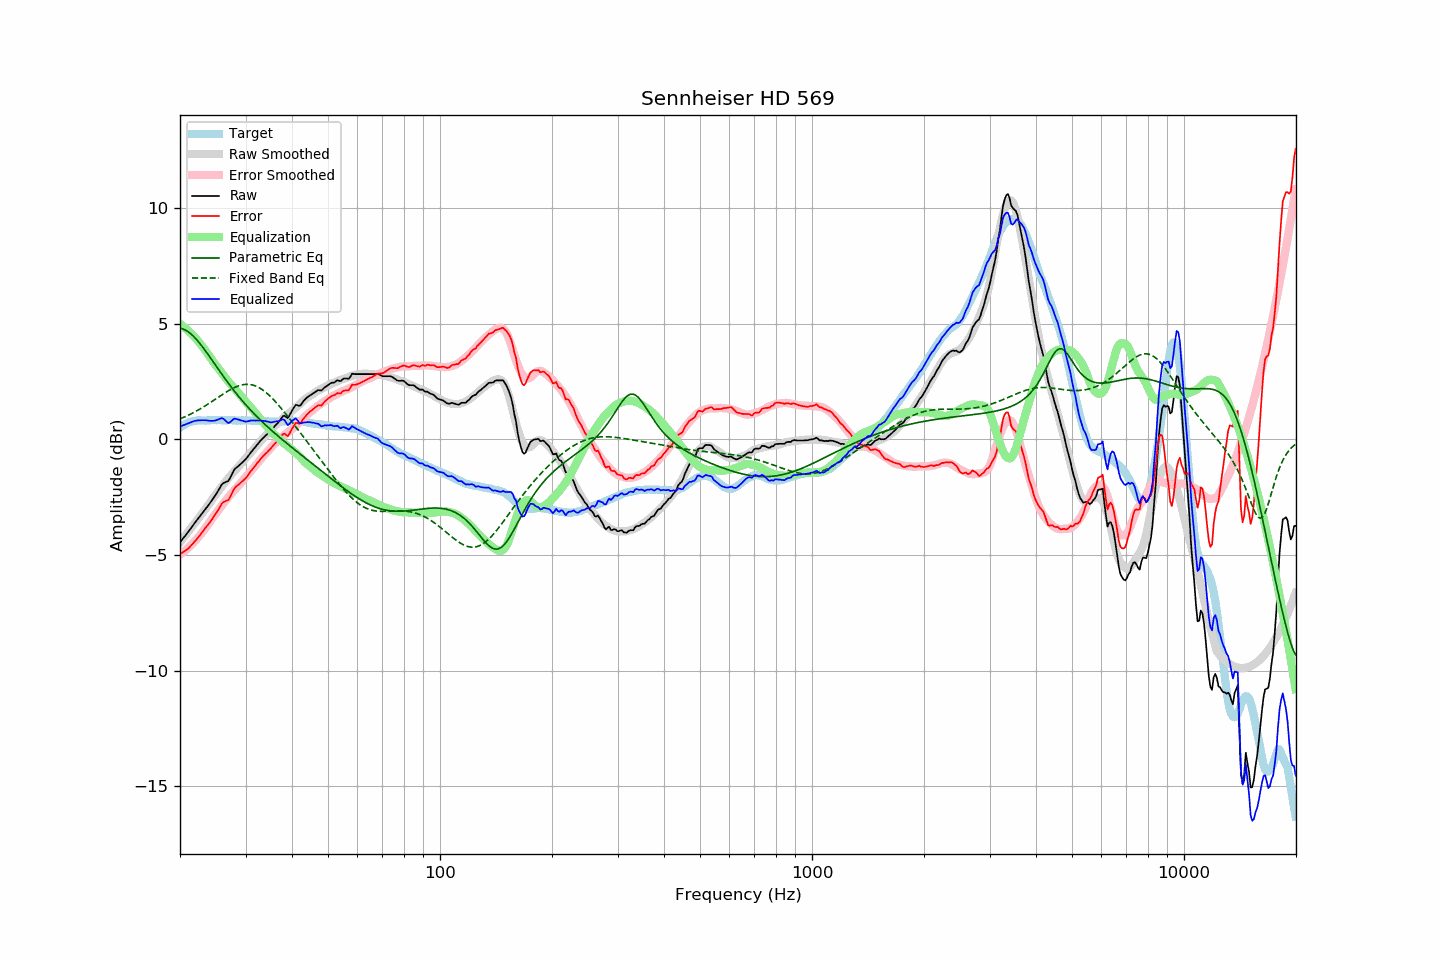 Sennheiser HD 569
Target
Raw Smoothed
Error Smoothed
Raw
Error
Equalization
Parametric Eq
Fixed Band Eq
Equalized
10
5
0
−5
−10
−15
Amplitude (dBr)
100
1000
10000
Frequency (Hz)